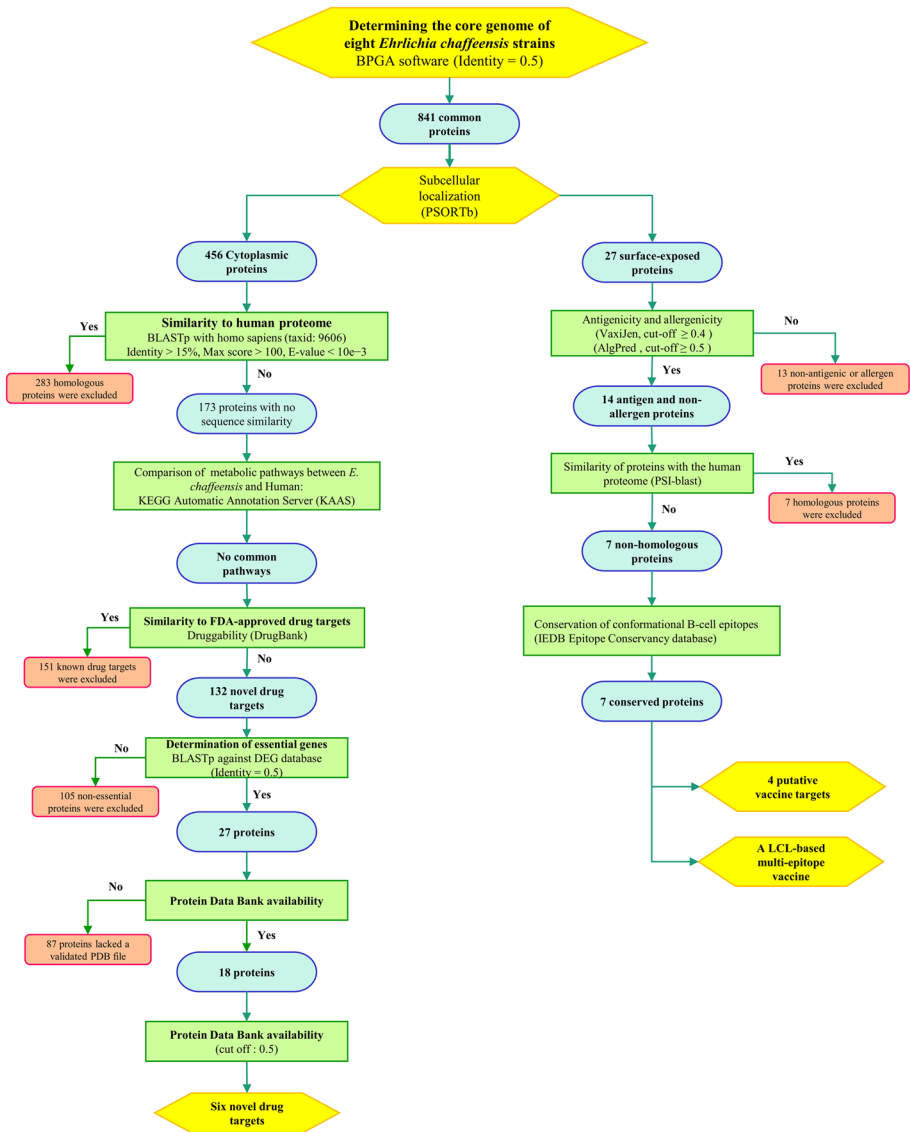 Determining the core genome of
eight Ehrlichia chaffeensis strains
BPGA software (Identity = 0.5)
841 common
proteins
Subcellular
localization
(PSORTb)
456 Cytoplasmic
proteins
Similarity to human proteome
BLASTp with homo sapiens (taxid: 9606)
Identity > 15%, Max score > 100, E-value < 10e−3
Yes
283 homologous
proteins were excluded
No
173 proteins with no
sequence similarity
Comparison of metabolic pathways between E.
chaffeensis and Human:
KEGG Automatic Annotation Server (KAAS)
No common
pathways
Similarity to FDA-approved drug targets
Druggability (DrugBank)
Yes
151 known drug targets
were excluded
No
132 novel drug
targets
Determination of essential genes
BLASTp against DEG database
(Identity = 0.5)
No
105 non-essential
proteins were excluded
Yes
27 proteins
Protein Data Bank availability
No
87 proteins lacked a
validated PDB file
Yes
18 proteins
Protein Data Bank availability
(cut off : 0.5)
Six novel drug
targets
27 surface-exposed
proteins
Antigenicity and allergenicity
(VaxiJen, cut-off ≥ 0.4 )
(AlgPred , cut-off ≥ 0.5 )
No
13 non-antigenic or allergen
proteins were excluded
Yes
14 antigen and non-
allergen proteins
Similarity of proteins with the human
proteome (PSI-blast)
Yes
7 homologous proteins
were excluded
No
7 non-homologous
proteins
Conservation of conformational B-cell epitopes
(IEDB Epitope Conservancy database)
7 conserved proteins
4 putative
vaccine targets
A LCL-based
multi-epitope
vaccine